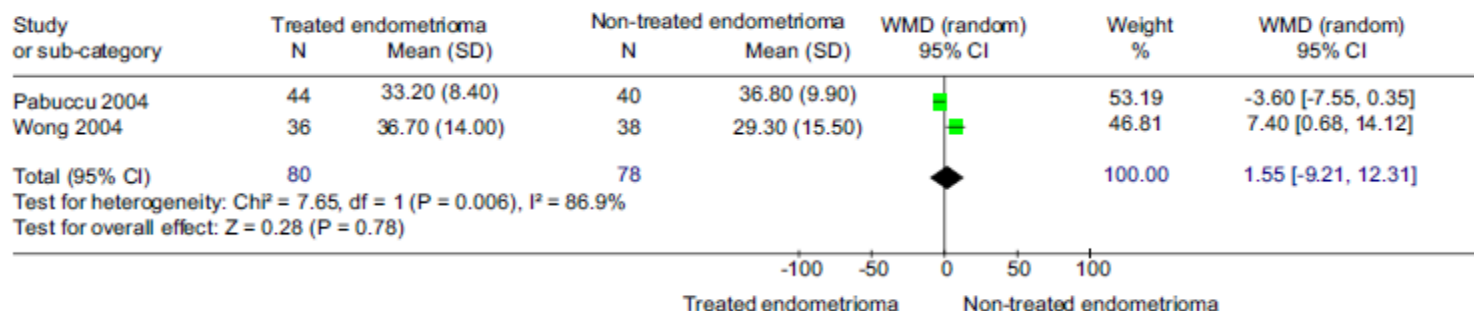 Study Treated endometrioma Non-treated endometrioma WMD (random) Weight WMD (random)
or sub-category N Mean (SD) N Mean (SD) 95% CI % 95% CI
Pabuccu 2004 44 33.20 (8.40) 40 36.80 (9.90) 53.19 -3.60 [-7.55, 0.35]
Wong 2004 36 36.70 (14.00) 38 29.30 (15.50) 46.81 7.40 [0.68, 14.12]
Total (95% CI) 80 78 100.00 1.55 [-9.21, 12.31]
Test for heterogeneity: Chi² = 7.65, df = 1 (P = 0.006), I² = 86.9%
Test for overall effect: Z = 0.28 (P = 0.78)
-100 -50 0 50 100
Treated endometrioma Non-treated endometrioma